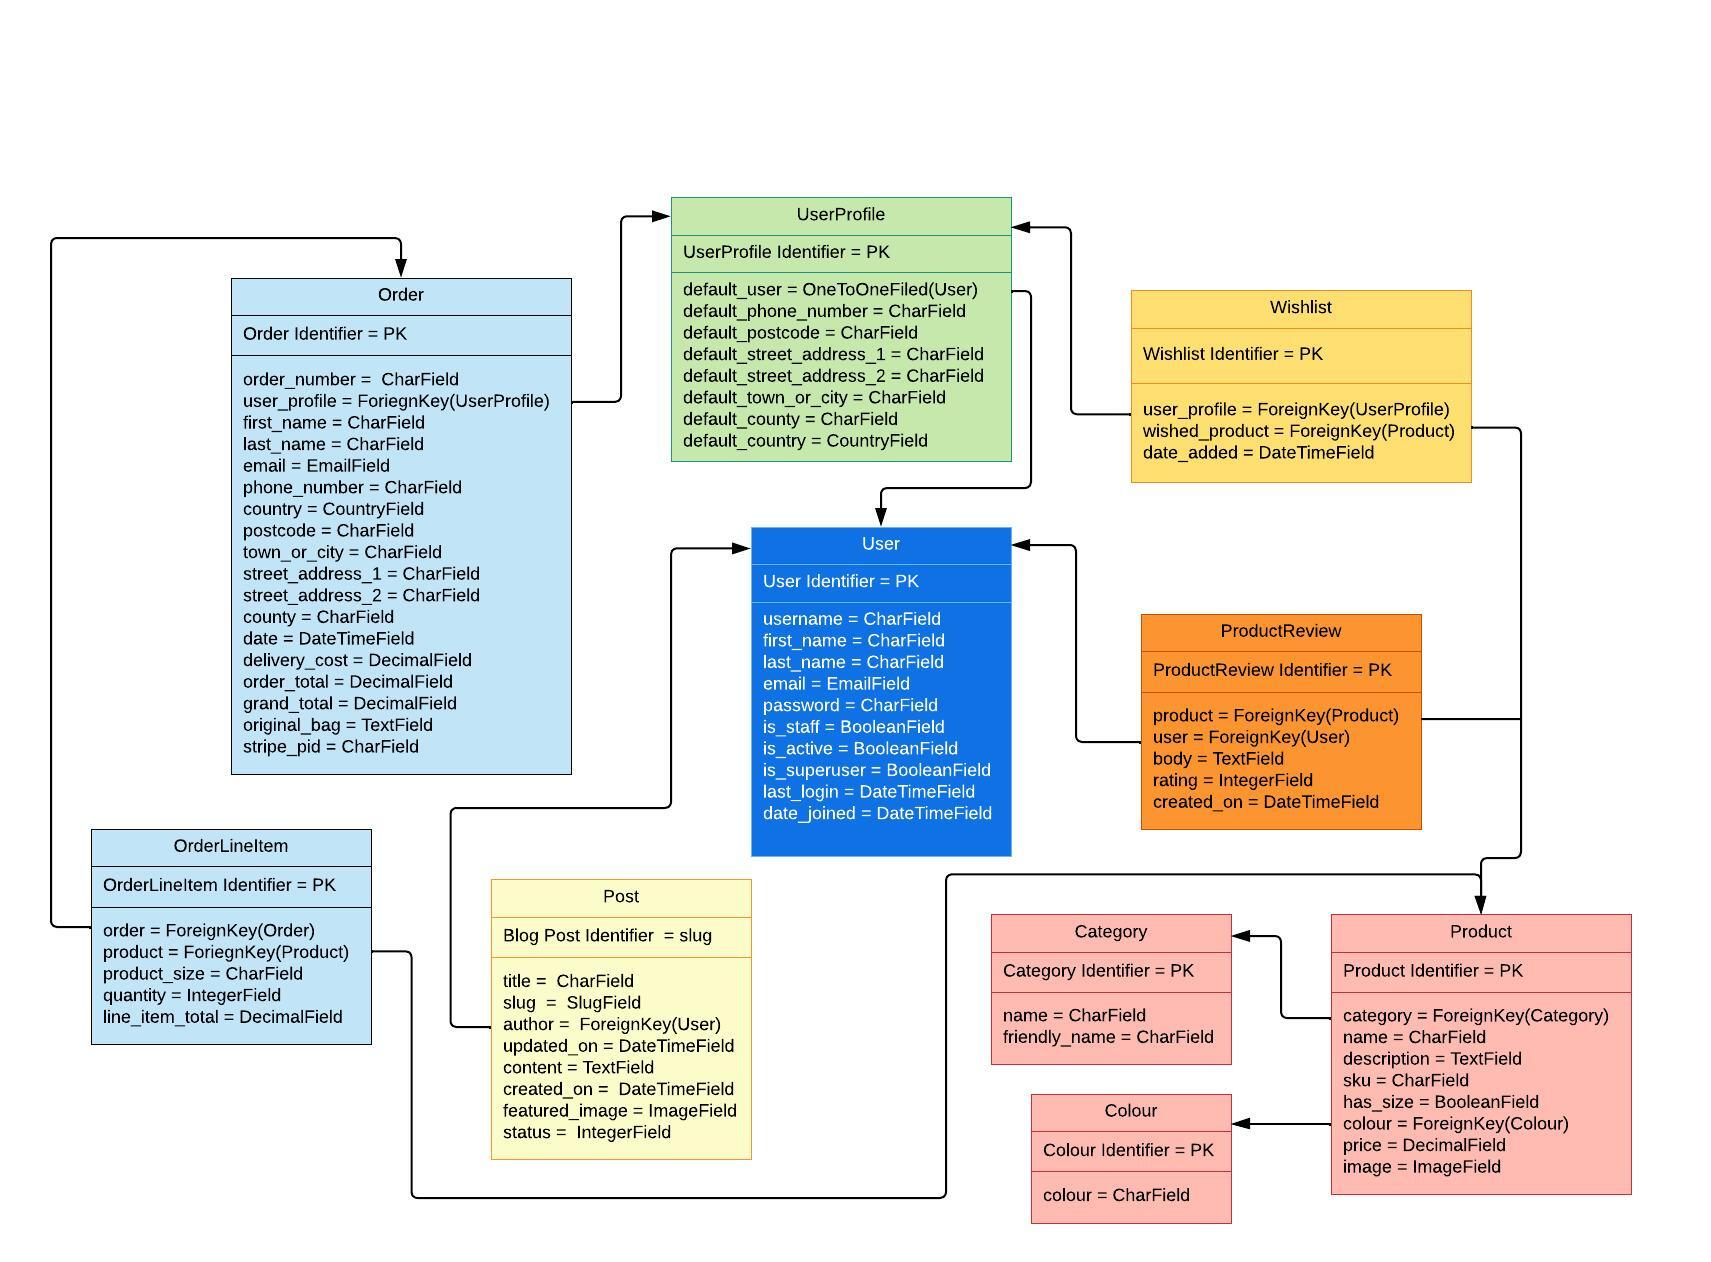 UserProfile
UserProfile Identifier = PK
default_user = OneToOneFiled(User)
default_phone_number = CharField
default_postcode = CharField
default_street_address_1 = CharField
default_street_address_2 = CharField
default_town_or_city = CharField
default_county = CharField
default_country = CountryField
Order
Order Identifier = PK
order_number =  CharField
user_profile = ForiegnKey(UserProfile)
first_name = CharField
last_name = CharField
email = EmailField
phone_number = CharField
country = CountryField
postcode = CharField
town_or_city = CharField
street_address_1 = CharField
street_address_2 = CharField
county = CharField
date = DateTimeField
delivery_cost = DecimalField
order_total = DecimalField
grand_total = DecimalField
original_bag = TextField
stripe_pid = CharField
Wishlist
Wishlist Identifier = PK
user_profile = ForeignKey(UserProfile)
wished_product = ForeignKey(Product)
date_added = DateTimeField
User
User Identifier = PK
username = CharField
first_name = CharField
last_name = CharField
email = EmailField
password = CharField
is_staff = BooleanField
is_active = BooleanField
is_superuser = BooleanField
last_login = DateTimeField
date_joined = DateTimeField
ProductReview
ProductReview Identifier = PK
product = ForeignKey(Product)
user = ForeignKey(User)
body = TextField
rating = IntegerField
created_on = DateTimeField
OrderLineItem
OrderLineItem Identifier = PK
order = ForeignKey(Order)
product = ForiegnKey(Product)
product_size = CharField
quantity = IntegerField
line_item_total = DecimalField
Post
Blog Post Identifier  = slug
title =  CharField
slug  =  SlugField
author =  ForeignKey(User)
updated_on = DateTimeField
content = TextField
created_on =  DateTimeField
featured_image = ImageField
status =  IntegerField
Category
Category Identifier = PK
name = CharField
friendly_name = CharField
Product
Product Identifier = PK
category = ForeignKey(Category)
name = CharField
description = TextField
sku = CharField
has_size = BooleanField
colour = ForeignKey(Colour)
price = DecimalField
image = ImageField
Colour
Colour Identifier = PK
colour = CharField